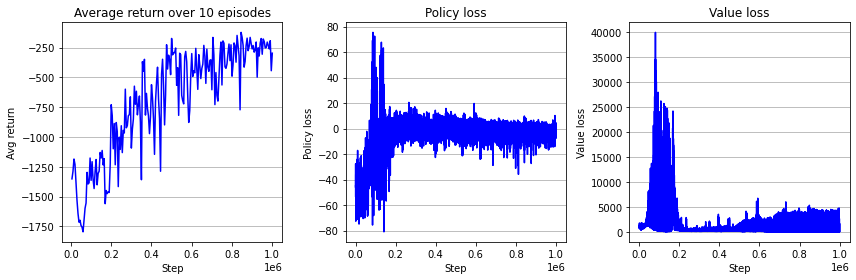 Average return over 10 episodes
Avg return
−250
−500
−750
−1000
−1250
−1500
−1750
0.0 0.2 0.4 0.6 0.8 1.0
1e6
Step
Policy loss
Policy loss
80
60
40
20
0
−20
−40
−60
−80
0.0 0.2 0.4 0.6 0.8 1.0
1e6
Step
Value loss
Value loss
40000
35000
30000
25000
20000
15000
10000
5000
0
0.0 0.2 0.4 0.6 0.8 1.0
1e6
Step